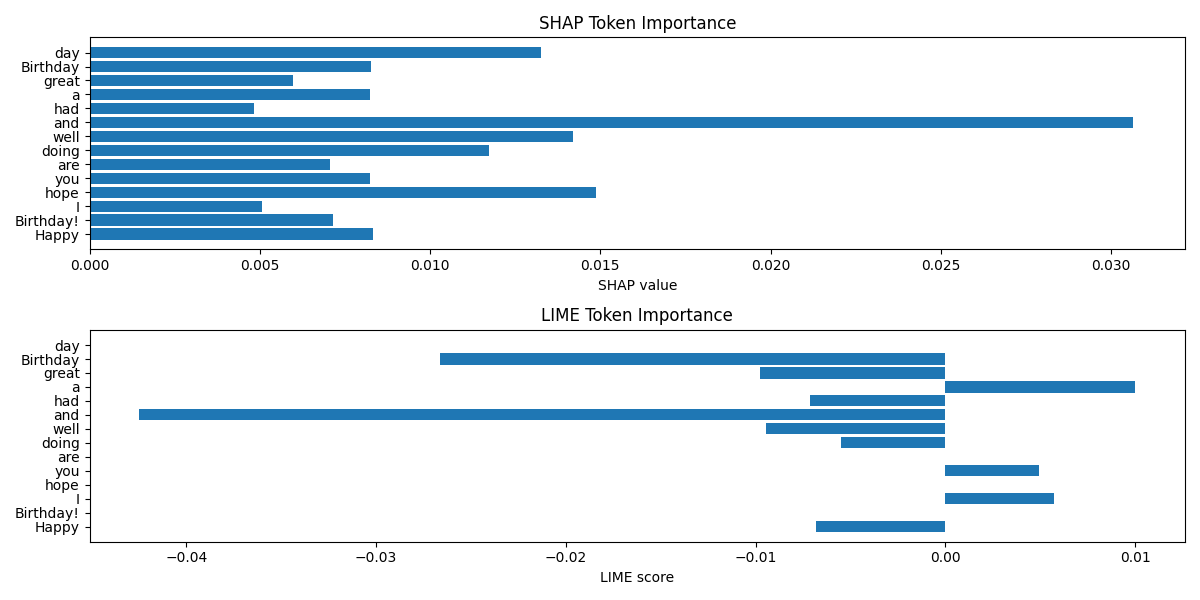 SHAP Token Importance
day
Birthday
great
a
had
and
well
doing
are
you
hope
I
Birthday!
Happy
0.000 0.005 0.010 0.015 0.020 0.025 0.030
SHAP value
LIME Token Importance
day
Birthday
great
a
had
and
well
doing
are
you
hope
I
Birthday!
Happy
−0.04 −0.03 −0.02 −0.01 0.00 0.01
LIME score